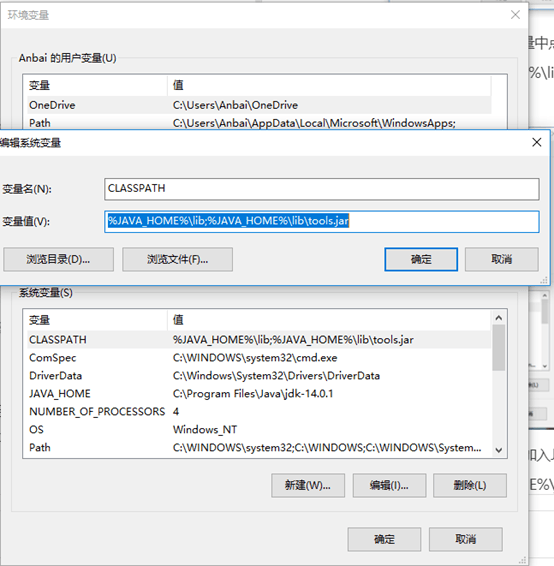 环境变量
Anbai 的用户变量(U)
变量 值
OneDrive C:\Users\Anbai\OneDrive
Path C:\Users\Anbai\AppData\Local\Microsoft\WindowsApps;
编辑系统变量
变量名(N): CLASSPATH
变量值(V): %JAVA_HOME%\lib;%JAVA_HOME%\lib\tools.jar
浏览目录(D)... 浏览文件(F)... 确定 取消
系统变量(S)
变量 值
CLASSPATH %JAVA_HOME%\lib;%JAVA_HOME%\lib\tools.jar
ComSpec C:\WINDOWS\system32\cmd.exe
DriverData C:\Windows\System32\Drivers\DriverData
JAVA_HOME C:\Program Files\Java\jdk-14.0.1
NUMBER_OF_PROCESSORS 4
OS Windows_NT
Path C:\WINDOWS\system32;C:\WINDOWS;C:\WINDOWS\System...
新建(W)... 编辑(I)... 删除(L)
确定 取消
量中点
%\li
加入J
E%\